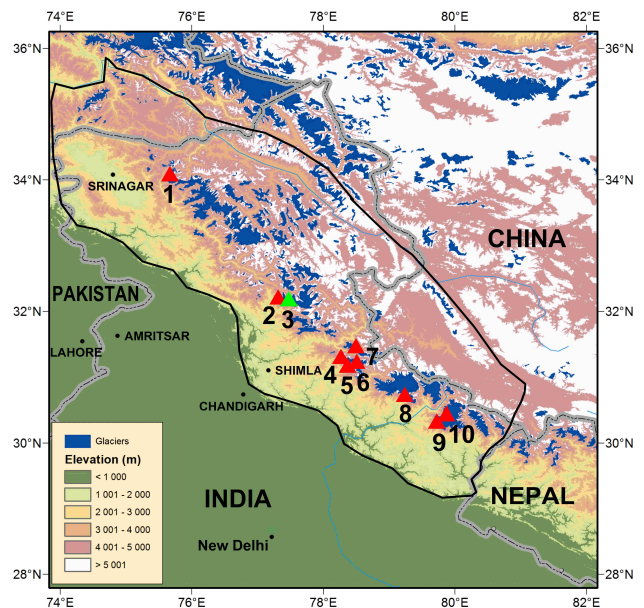 74°E 76°E 78°E 80°E 82°E
36°N 36°N
34°N 34°N
SRINAGAR
1
CHINA
PAKISTAN
32°N 32°N
2 3
LAHORE
AMRITSAR
7
SHIMLA
4 5 6
CHANDIGARH
8
9 10
30°N 30°N
Glaciers
Elevation (m)
< 1 000
1 001 - 2 000
2 001 - 3 000
3 001 - 4 000
4 001 - 5 000
> 5 001
INDIA
NEPAL
New Delhi
28°N 28°N
74°E 76°E 78°E 80°E 82°E